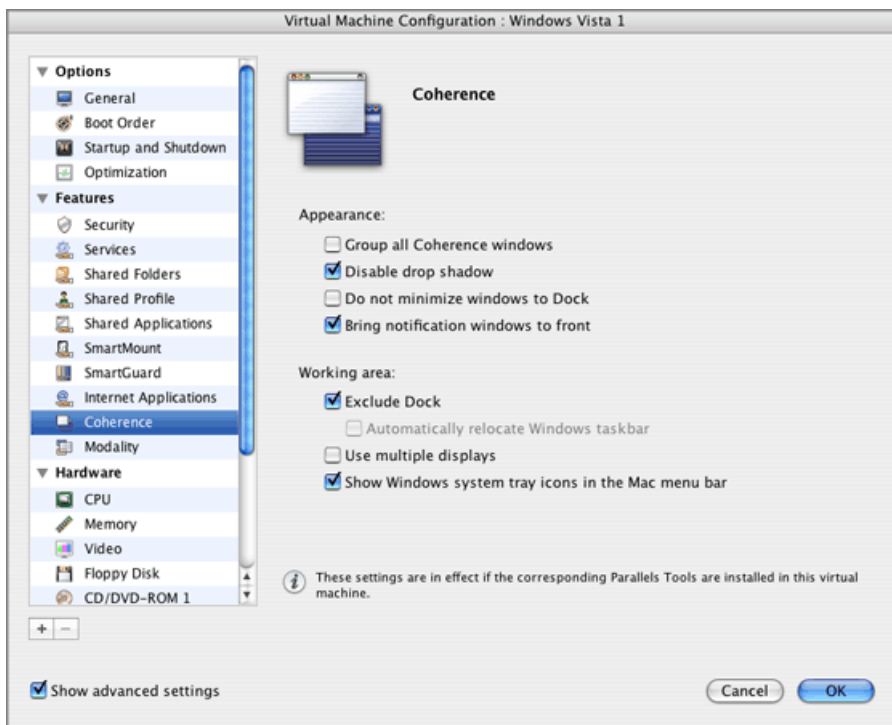 Virtual Machine Configuration : Windows Vista 1
Options
General
Boot Order
Startup and Shutdown
Optimization
Features
Security
Services
Shared Folders
Shared Profile
Shared Applications
SmartMount
SmartGuard
Internet Applications
Coherence
Modality
Hardware
CPU
Memory
Video
Floppy Disk
CD/DVD-ROM 1
+ −
Coherence
Appearance:
Group all Coherence windows
Disable drop shadow
Do not minimize windows to Dock
Bring notification windows to front
Working area:
Exclude Dock
Automatically relocate Windows taskbar
Use multiple displays
Show Windows system tray icons in the Mac menu bar
These settings are in effect if the corresponding Parallels Tools are installed in this virtual
machine.
Show advanced settings
Cancel
OK